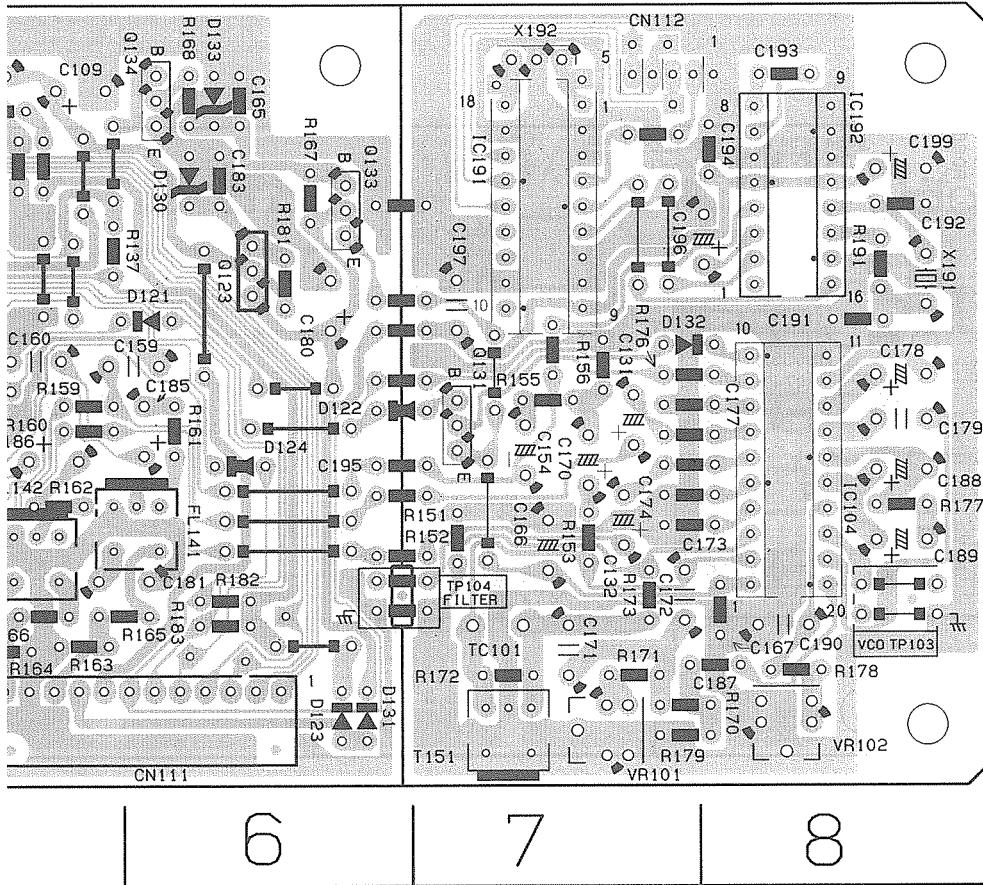 CN112
X192
D133
R168
Q134
B
C109
C193
5
1
9
8
IC192
18
1
C165
+
E
R167
B
Q133
IC191
C194
C199
+
D130
C183
C192
R137
R181
Q123
E
C197
C196
+
R191
X191
D121
10
9
1
16
C191
C160
C159
C180
+
Q131
R176
D132
10
11
C178
+
R159
C185
B
R155
R156
C131
C177
D122
C179
R160
186
+
+
R161
D124
C195
C154
C170
+
+
C188
+
E
R177
142
R162
FL141
R151
R152
C166
R153
C174
C173
IC104
C189
+
C181
R182
TP104
FILTER
C132
R173
C172
1
20
66
R165
R183
C171
C167
C190
VCO TP103
R164
R163
TC101
R172
R171
C187
R178
1
D123
D131
R170
T151
VR101
R179
VR102
CN111
6
7
8